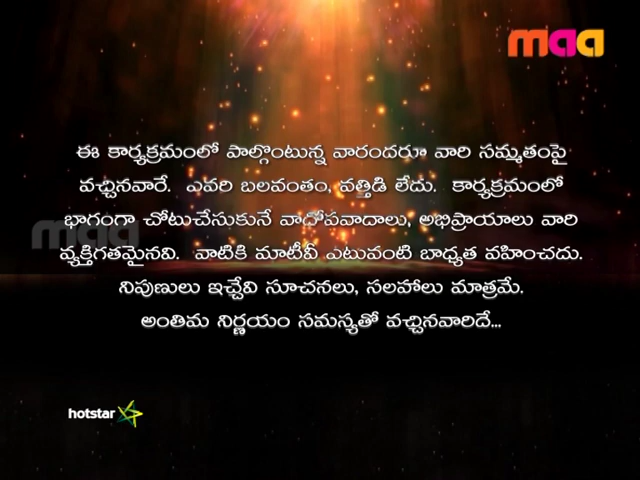 maa
ఈ కార్యక్రమంలో పాల్గొంటున్న వారందరూ వారి సమ్మతంపై
వచ్చినవారే. ఎవరి బలవంతం, వత్తిడి లేదు. కార్యక్రమంలో
భాగంగా చోటుచేసుకునే వాదోపవాదాలు, అభిప్రాయాలు వారి
maa
వ్యక్తిగతమైనవి. వాటికి మాటీవీ ఎటువంటి బాధ్యత వహించదు.
నిపుణులు ఇచ్చేవి సూచనలు, సలహాలు మాత్రమే.
అంతిమ నిర్ణయం సమస్యతో వచ్చినవారిదే...
hotstar